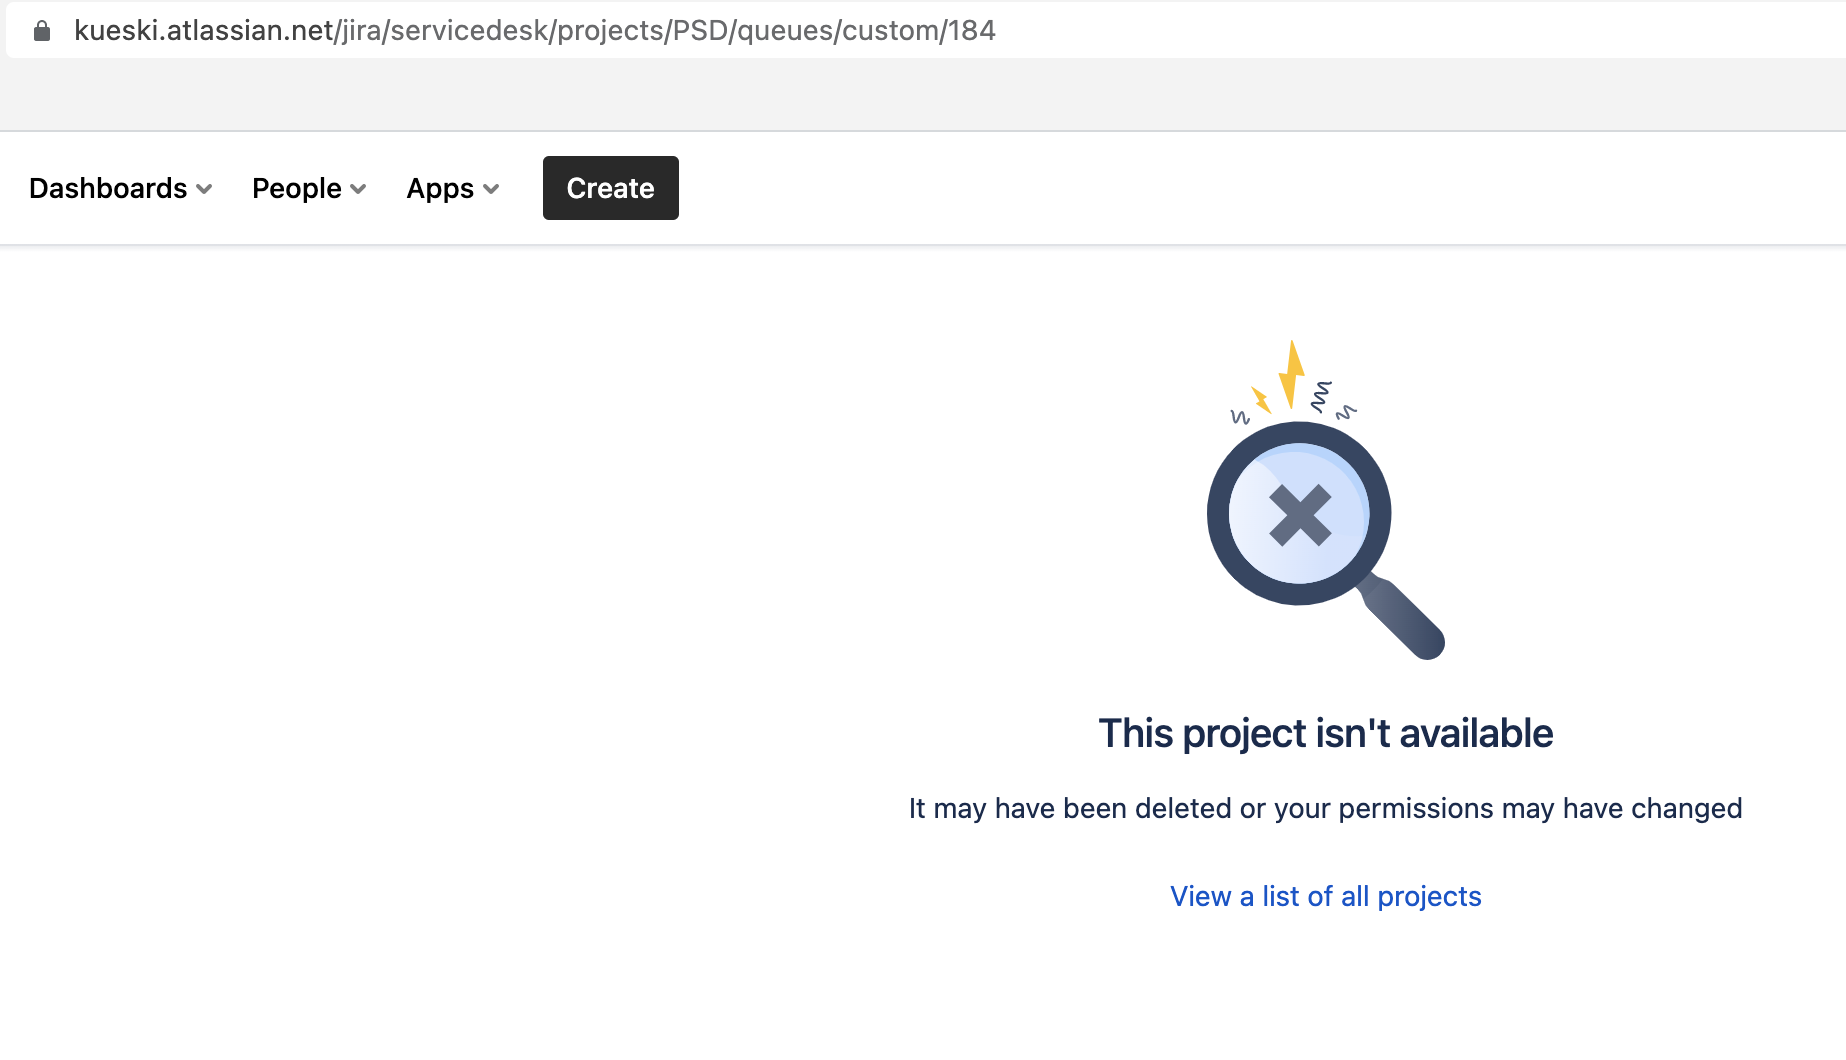 kueski.atlassian.net/jira/servicedesk/projects/PSD/queues/custom/184
Dashboards People Apps Create
This project isn't available
It may have been deleted or your permissions may have changed
View a list of all projects